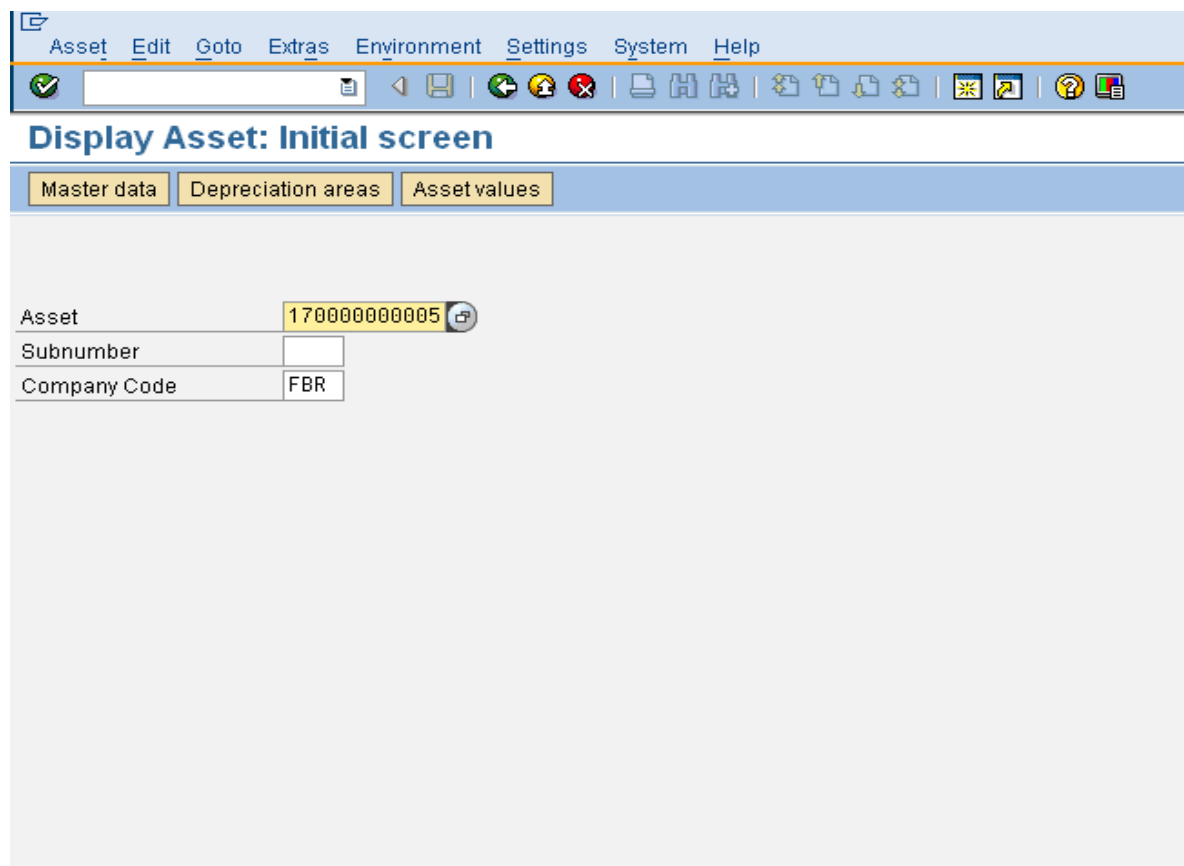 Asset Edit Goto Extras Environment Settings System Help
Display Asset: Initial screen
Master data Depreciation areas Asset values
Asset 170000000005
Subnumber
Company Code FBR